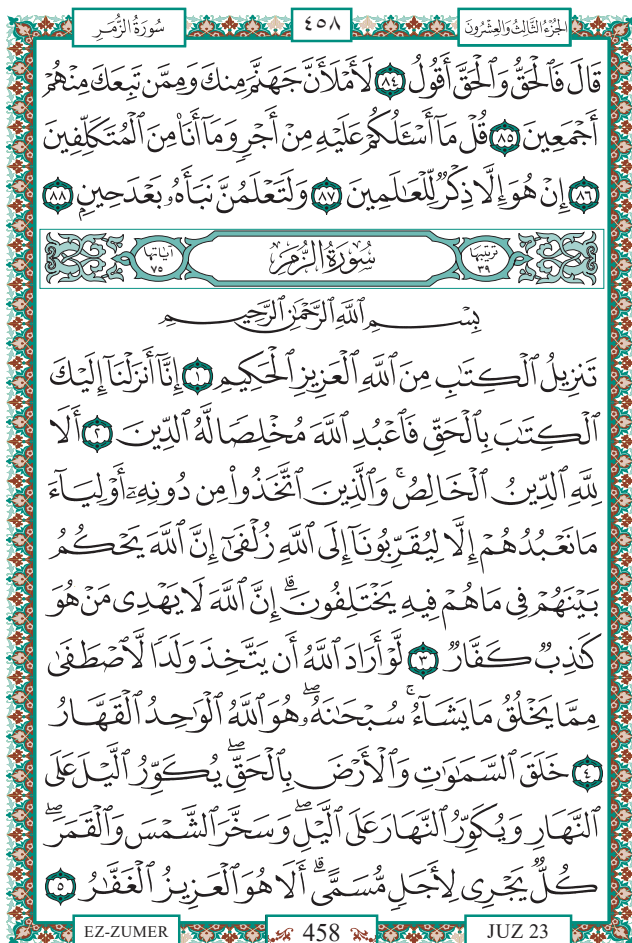 سُورَةُ الزُّمَرِ ٤٥٨ الجُزْءُ الثَّالِثُ وَالعِشْرُونَ
قَالَ فَٱلْحَقُّ وَٱلْحَقَّ أَقُولُ ٨٤ لَأَمْلَأَنَّ جَهَنَّمَ مِنكَ وَمِمَّن تَبِعَكَ مِنْهُمْ
أَجْمَعِينَ ٨٥ قُلْ مَآ أَسْـَٔلُكُمْ عَلَيْهِ مِنْ أَجْرٍ وَمَآ أَنَا۠ مِنَ ٱلْمُتَكَلِّفِينَ
٨٦ إِنْ هُوَ إِلَّا ذِكْرٌ لِّلْعَـٰلَمِينَ ٨٧ وَلَتَعْلَمُنَّ نَبَأَهُۥ بَعْدَ حِينٍۭ ٨٨
ترتيبها ٣٩ سُورَةُ الزُّمَرِ اٰياتها ٧٥
بِسْمِ ٱللَّهِ ٱلرَّحْمَـٰنِ ٱلرَّحِيمِ
تَنزِيلُ ٱلْكِتَـٰبِ مِنَ ٱللَّهِ ٱلْعَزِيزِ ٱلْحَكِيمِ ١ إِنَّآ أَنزَلْنَآ إِلَيْكَ
ٱلْكِتَـٰبَ بِٱلْحَقِّ فَٱعْبُدِ ٱللَّهَ مُخْلِصًا لَّهُ ٱلدِّينَ ٢ أَلَا
لِلَّهِ ٱلدِّينُ ٱلْخَالِصُ ۚ وَٱلَّذِينَ ٱتَّخَذُوا۟ مِن دُونِهِۦٓ أَوْلِيَآءَ
مَا نَعْبُدُهُمْ إِلَّا لِيُقَرِّبُونَآ إِلَى ٱللَّهِ زُلْفَىٰٓ إِنَّ ٱللَّهَ يَحْكُمُ
بَيْنَهُمْ فِى مَا هُمْ فِيهِ يَخْتَلِفُونَ ۗ إِنَّ ٱللَّهَ لَا يَهْدِى مَنْ هُوَ
كَـٰذِبٌ كَفَّارٌ ٣ لَّوْ أَرَادَ ٱللَّهُ أَن يَتَّخِذَ وَلَدًا لَّٱصْطَفَىٰ
مِمَّا يَخْلُقُ مَا يَشَآءُ ۚ سُبْحَـٰنَهُۥ ۖ هُوَ ٱللَّهُ ٱلْوَٰحِدُ ٱلْقَهَّارُ
٤ خَلَقَ ٱلسَّمَـٰوَٰتِ وَٱلْأَرْضَ بِٱلْحَقِّ ۖ يُكَوِّرُ ٱلَّيْلَ عَلَى
ٱلنَّهَارِ وَيُكَوِّرُ ٱلنَّهَارَ عَلَى ٱلَّيْلِ ۖ وَسَخَّرَ ٱلشَّمْسَ وَٱلْقَمَرَ ۖ
كُلٌّ يَجْرِى لِأَجَلٍ مُّسَمًّى ۗ أَلَا هُوَ ٱلْعَزِيزُ ٱلْغَفَّـٰرُ ٥
EZ-ZUMER 458 JUZ 23